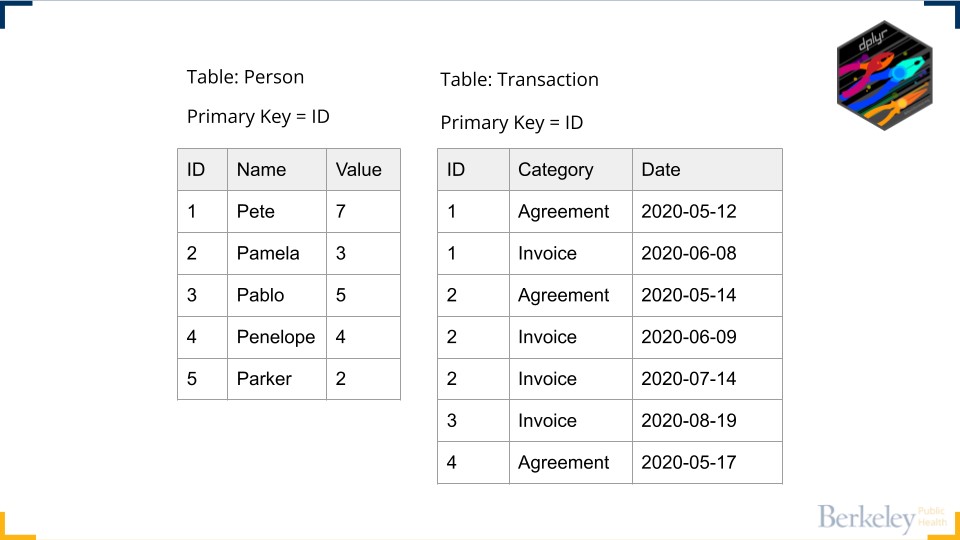 Table: Person
Primary Key = ID
ID Name Value
1 Pete 7
2 Pamela 3
3 Pablo 5
4 Penelope 4
5 Parker 2
Table: Transaction
Primary Key = ID
ID Category Date
1 Agreement 2020-05-12
1 Invoice 2020-06-08
2 Agreement 2020-05-14
2 Invoice 2020-06-09
2 Invoice 2020-07-14
3 Invoice 2020-08-19
4 Agreement 2020-05-17
dplyr
Berkeley Public Health